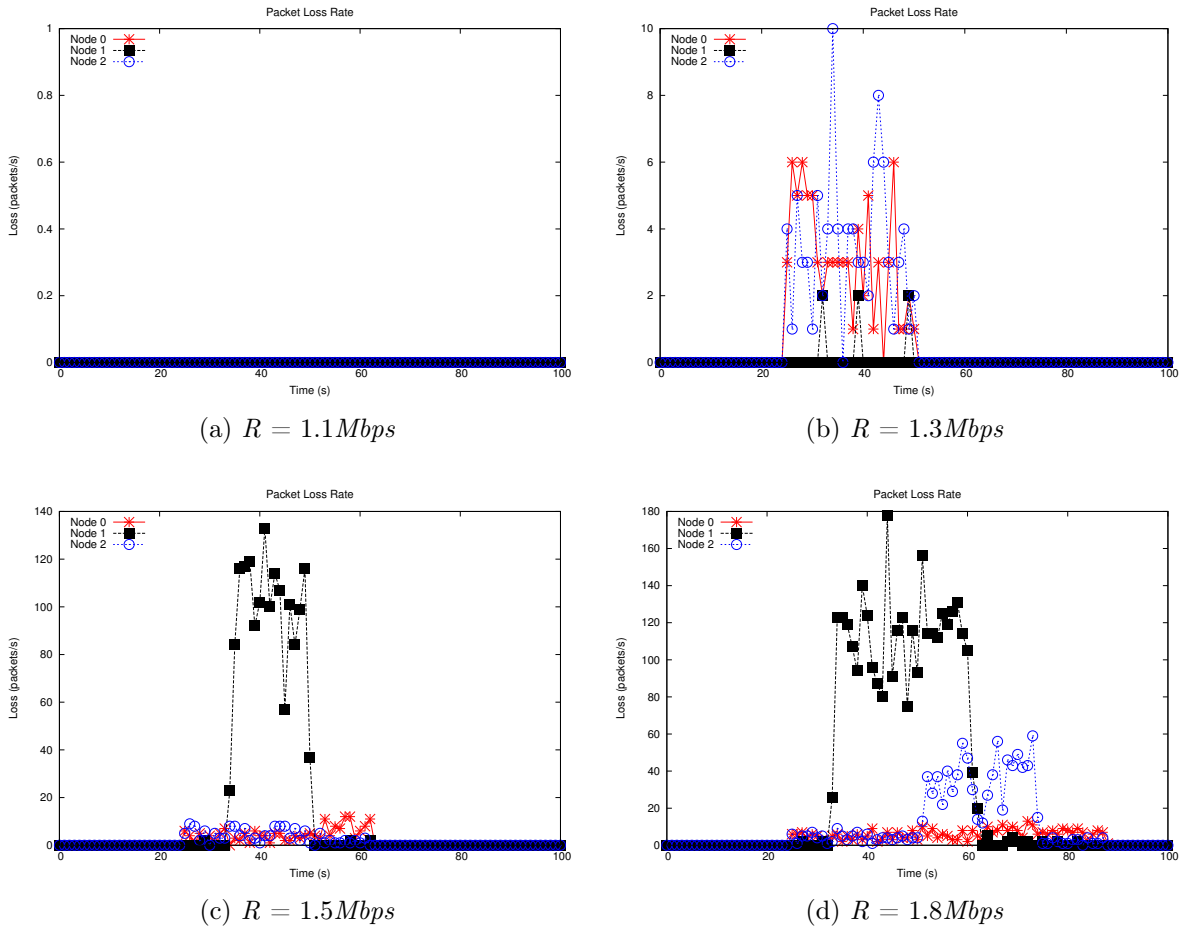 Packet Loss Rate
Node 0
Node 1
Node 2
1
0.8
0.6
0.4
0.2
0
Loss (packets/s)
0 20 40 60 80 100
Time (s)
(a) R = 1.1Mbps
Packet Loss Rate
Node 0
Node 1
Node 2
10
8
6
4
2
0
Loss (packets/s)
0 20 40 60 80 100
Time (s)
(b) R = 1.3Mbps
Packet Loss Rate
Node 0
Node 1
Node 2
140
120
100
80
60
40
20
0
Loss (packets/s)
0 20 40 60 80 100
Time (s)
(c) R = 1.5Mbps
Packet Loss Rate
Node 0
Node 1
Node 2
180
160
140
120
100
80
60
40
20
0
Loss (packets/s)
0 20 40 60 80 100
Time (s)
(d) R = 1.8Mbps